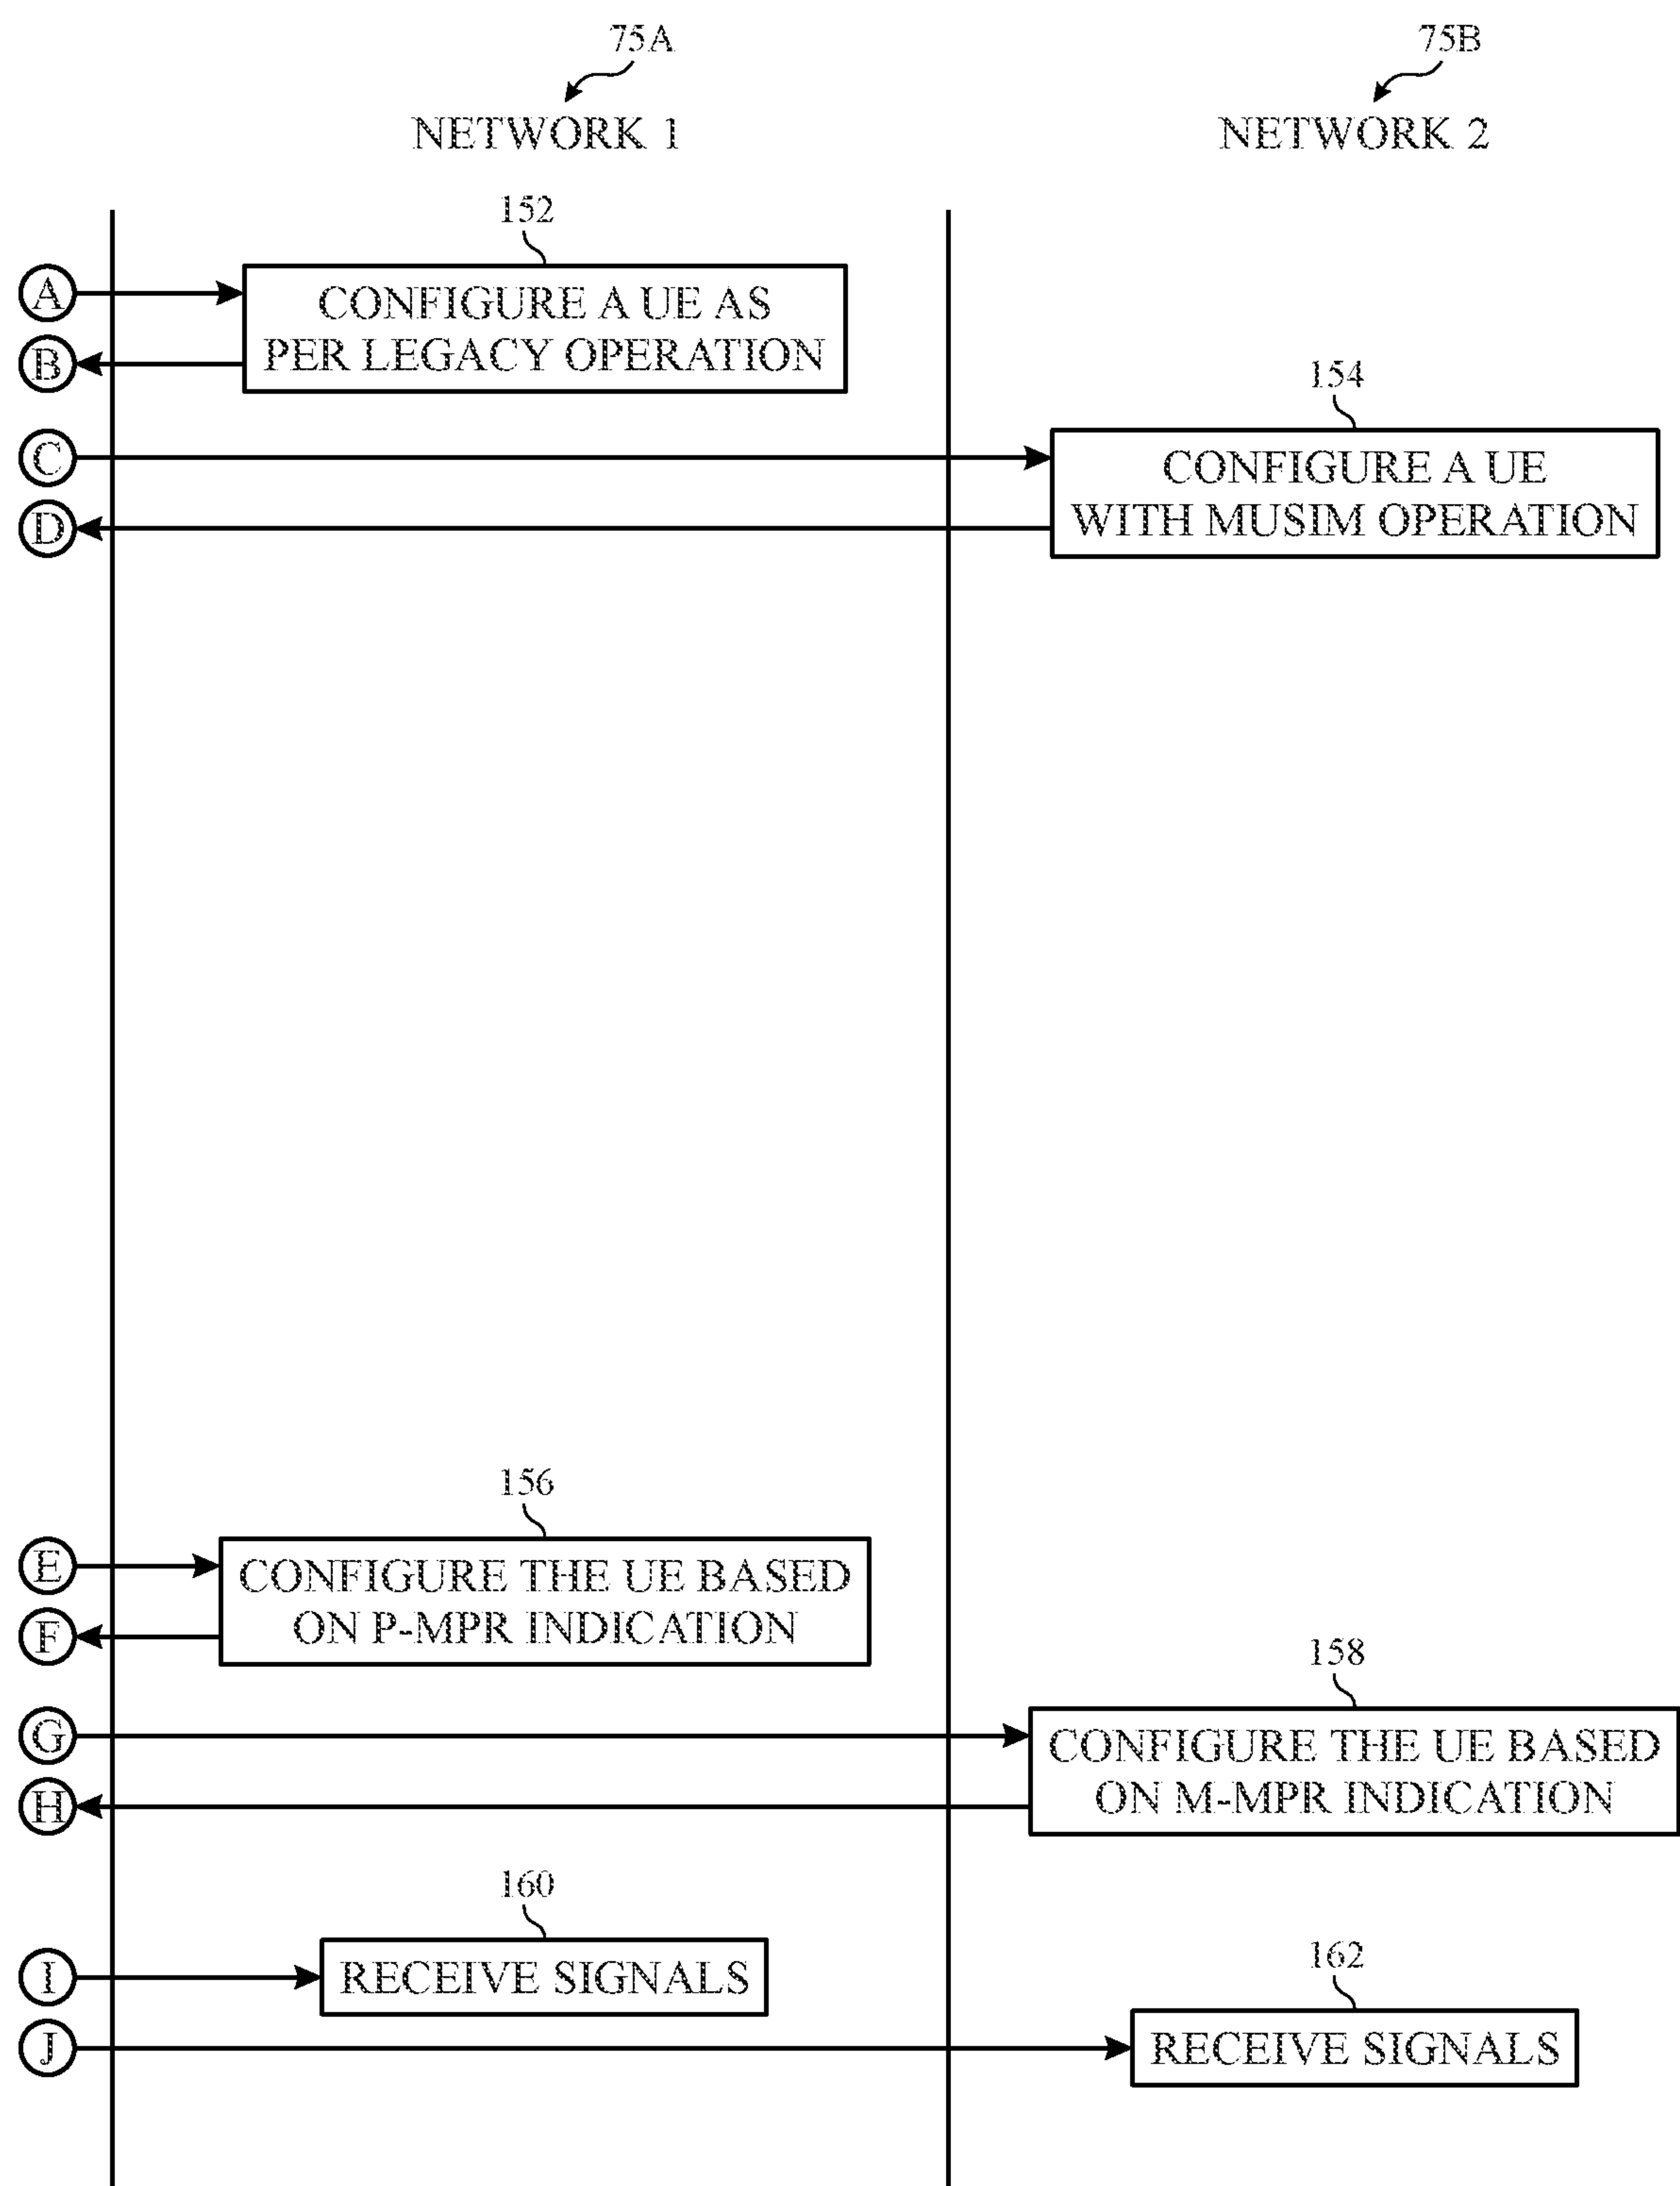 75A
75B
NETWORK 1
NETWORK 2
152
A
CONFIGURE A UE AS
PER LEGACY OPERATION
B
154
C
CONFIGURE A UE
WITH MUSIM OPERATION
D
156
E
CONFIGURE THE UE BASED
ON P-MPR INDICATION
F
158
G
CONFIGURE THE UE BASED
ON M-MPR INDICATION
H
160
I
RECEIVE SIGNALS
162
J
RECEIVE SIGNALS